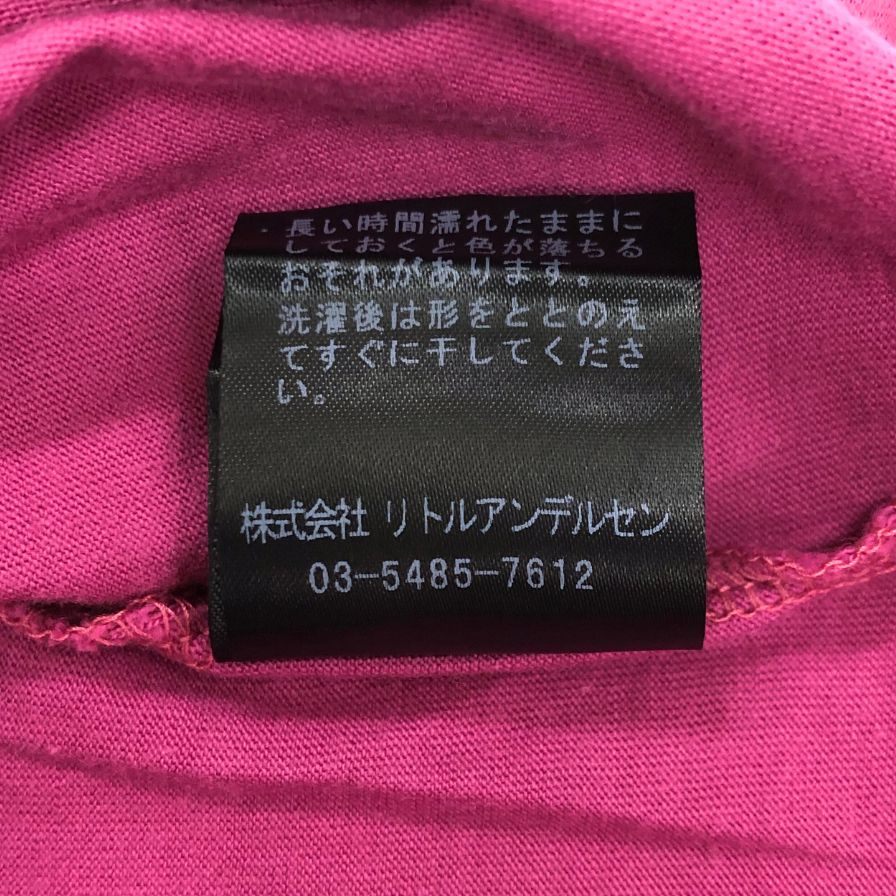 ・長い時間濡れたままに
しておくと色が落ちる
おそれがあります。
洗濯後は形をととのえ
てすぐに干してくださ
い。
株式会社 リトルアンデルセン
03-5485-7612